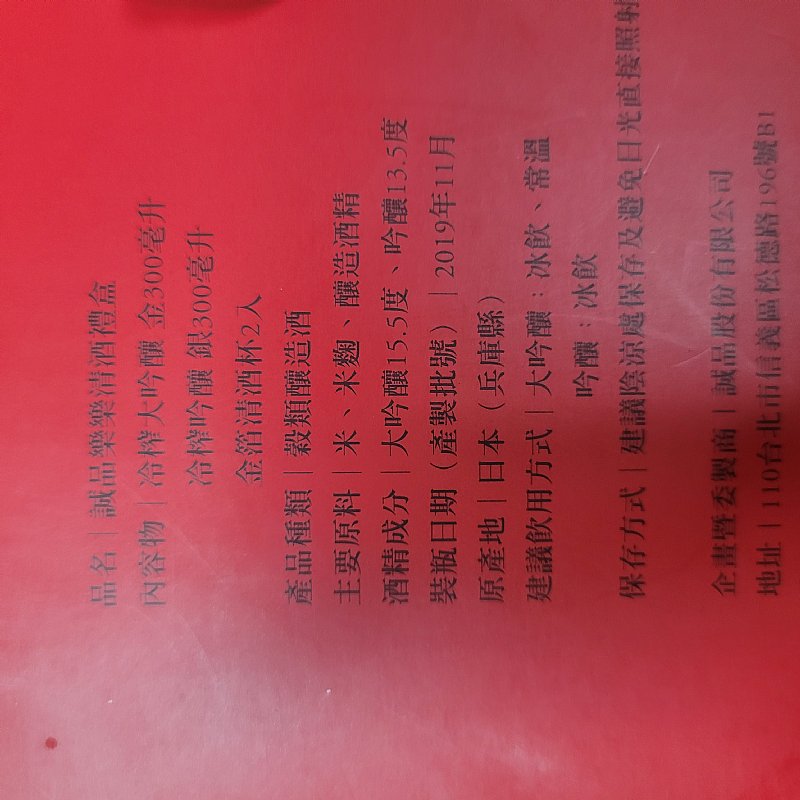 品名｜誠品樂樂清酒禮盒
內容物｜冷榨大吟釀 金300毫升
冷榨吟釀 銀300毫升
金箔清酒杯2入
產品種類｜穀類釀造酒
主要原料｜米、米麴、釀造酒精
酒精成分｜大吟釀15.5度、吟釀13.5度
裝瓶日期（產製批號）｜2019年11月
原產地｜日本（兵庫縣）
建議飲用方式｜大吟釀：冰飲、常溫
吟釀：冰飲
保存方式｜建議陰涼處保存及避免日光直接照射
企畫暨委製商｜誠品股份有限公司
地址｜110台北市信義區松德路196號B1